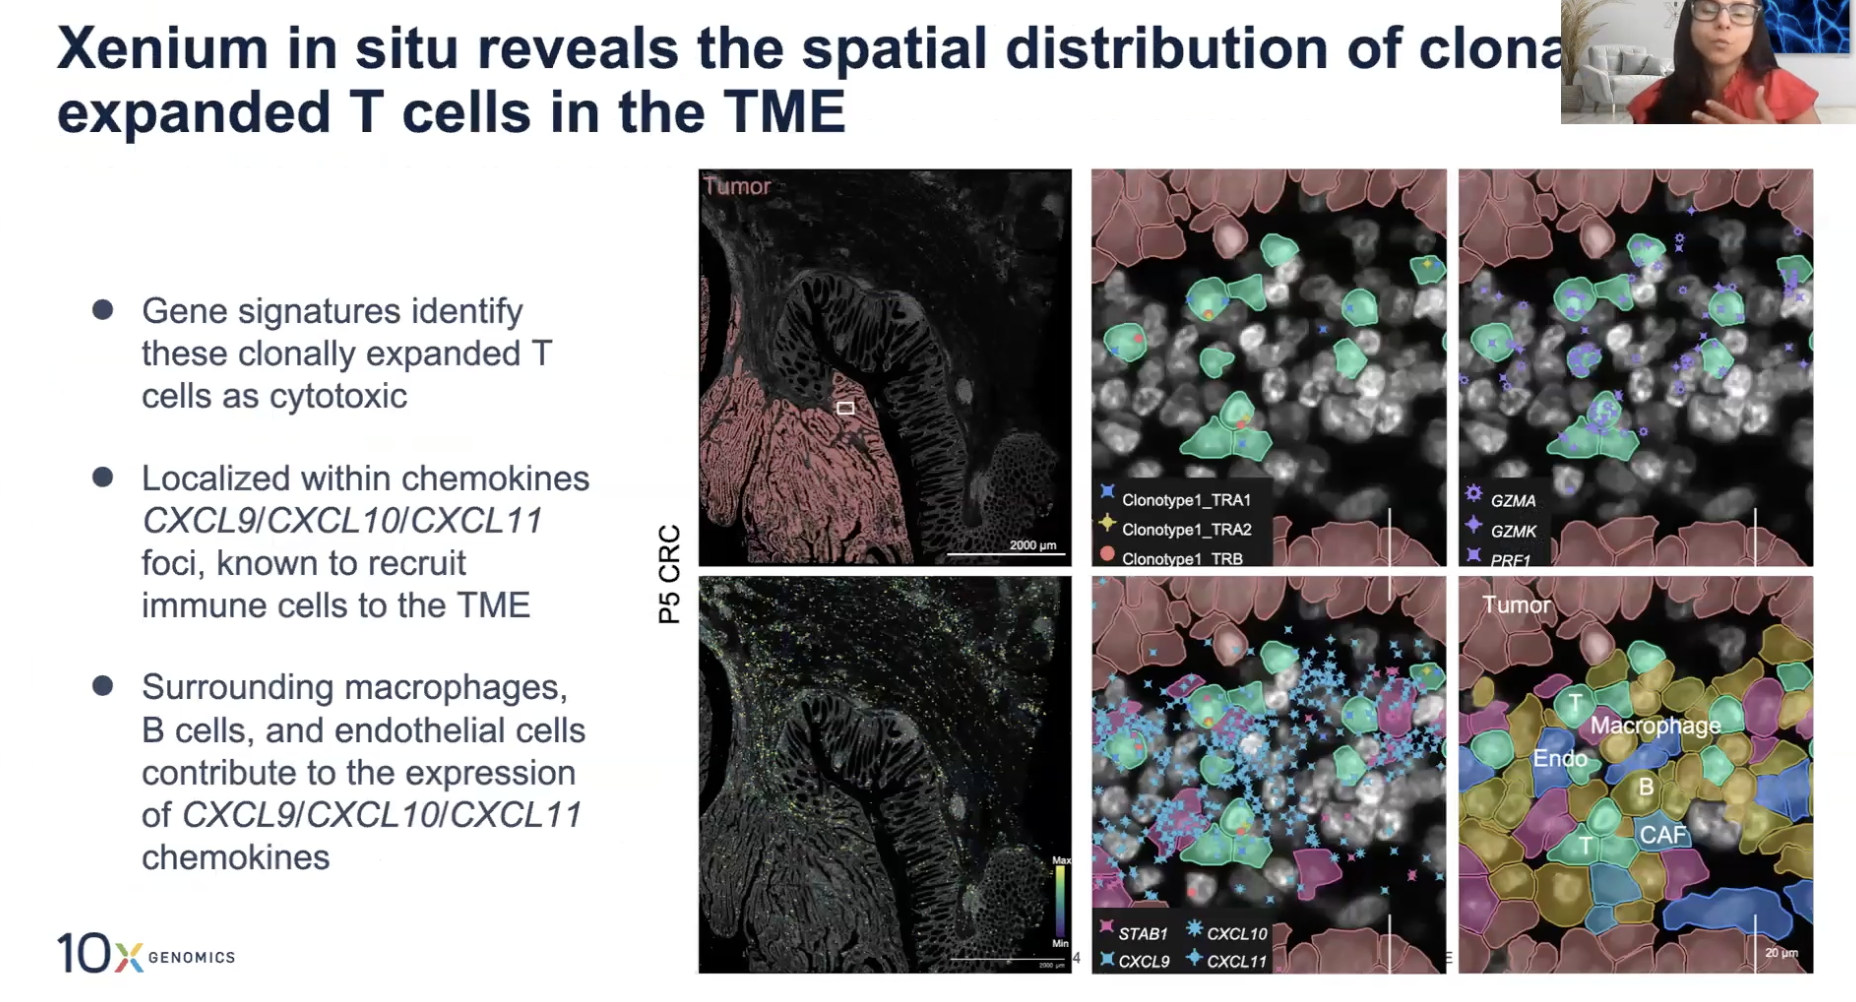 Xenium in situ reveals the spatial distribution of clona
expanded T cells in the TME
● Gene signatures identify
these clonally expanded T
cells as cytotoxic
● Localized within chemokines
CXCL9/CXCL10/CXCL11
foci, known to recruit
immune cells to the TME
● Surrounding macrophages,
B cells, and endothelial cells
contribute to the expression
of CXCL9/CXCL10/CXCL11
chemokines
10X GENOMICS
P5 CRC
Tumor
2000 µm
Clonotype1_TRA1
Clonotype1_TRA2
Clonotype1_TRB
GZMA
GZMK
PRF1
Max
Min
2000 µm
4
STAB1
CXCL10
CXCL9
CXCL11
E
Tumor
T
Macrophage
Endo
B
T
CAF
20 µm